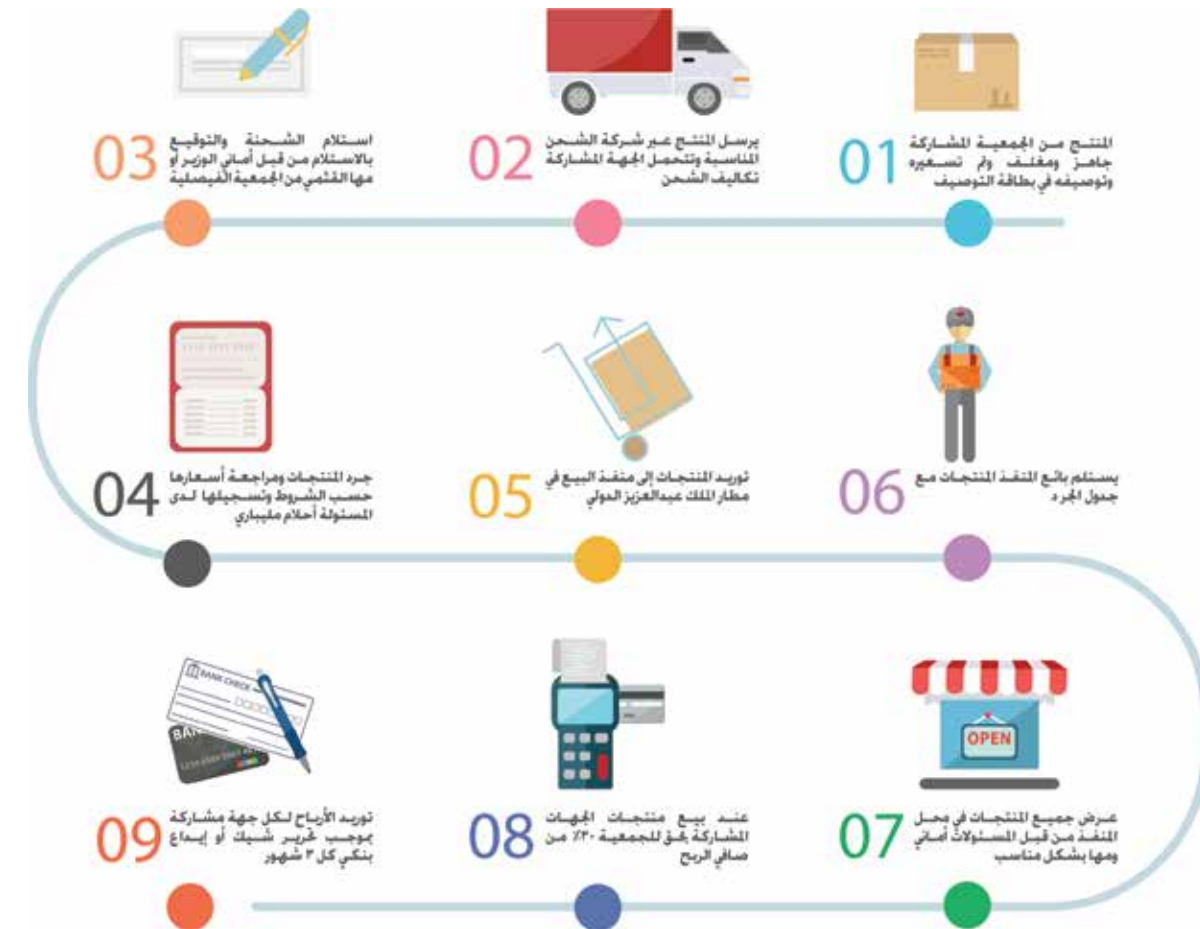 01
المنتج من الجمعية المشاركة
جاهز ومغلف وتم تسعيره
وتوصيفه في بطاقة التوصيف
02
يرسل المنتج عبر شركة الشحن
المناسبة وتتحمل الجهة المشاركة
تكاليف الشحن
03
استلام الشحنة والتوقيع
بالاستلام من قبل أماني الوزير أو
مها القثمي من الجمعية الفيصلية
04
جرد المنتجات ومراجعة أسعارها
حسب الشروط وتسجيلها لدى
المسئولة أحلام مليباري
05
توريد المنتجات إلى منفذ البيع في
مطار الملك عبدالعزيز الدولي
06
يستلم بائع المنفذ المنتجات مع
جدول الجرد
07
عرض جميع المنتجات في محل
المنفذ من قبل المسئولات أماني
ومها بشكل مناسب
OPEN
08
عند بيع منتجات الجهات
المشاركة يحق للجمعية ٣٠٪ من
صافي الربح
09
توريد الأرباح لكل جهة مشاركة
بموجب تحرير شيك أو إيداع
بنكي كل ٣ شهور
BANK CHECK